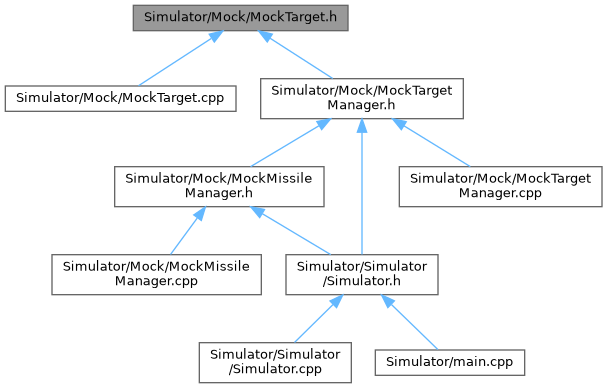 Simulator/Mock/MockTarget.h
Simulator/Mock/MockTarget.cpp
Simulator/Mock/MockTarget
Manager.h
Simulator/Mock/MockMissile
Manager.h
Simulator/Mock/MockTarget
Manager.cpp
Simulator/Mock/MockMissile
Manager.cpp
Simulator/Simulator
/Simulator.h
Simulator/Simulator
/Simulator.cpp
Simulator/main.cpp